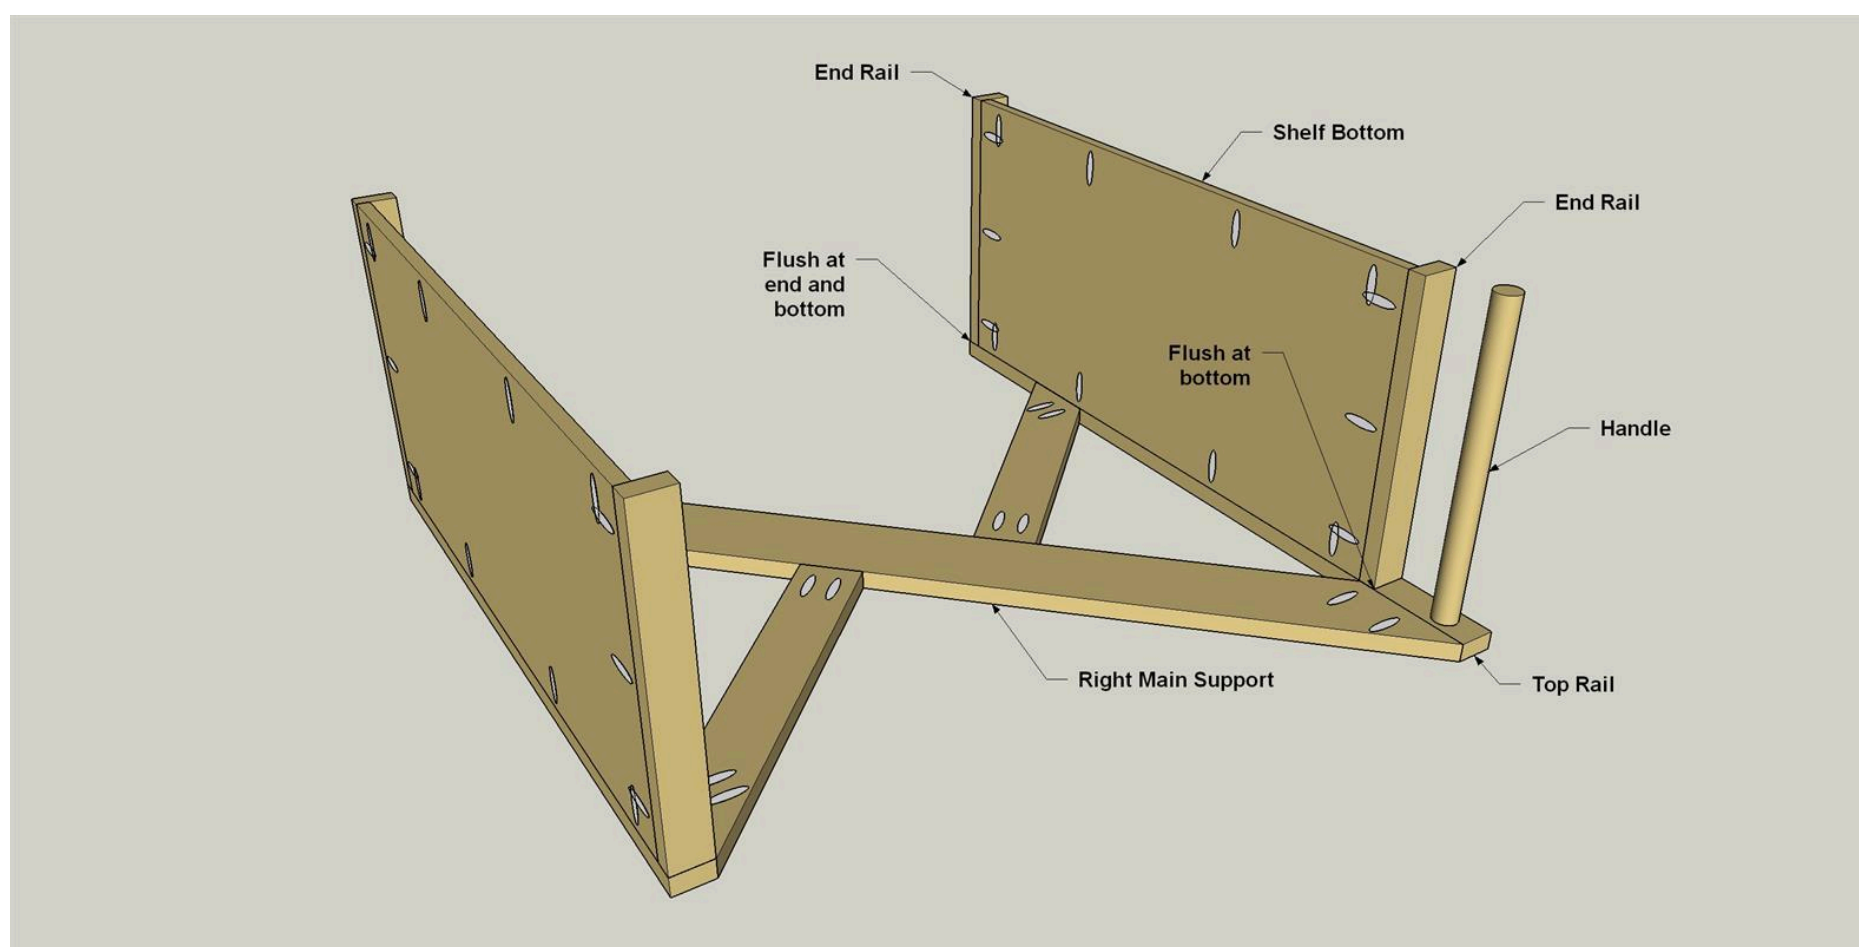 End Rail
Shelf Bottom
End Rail
Flush at
end and
bottom
Flush at
bottom
Handle
Right Main Support
Top Rail